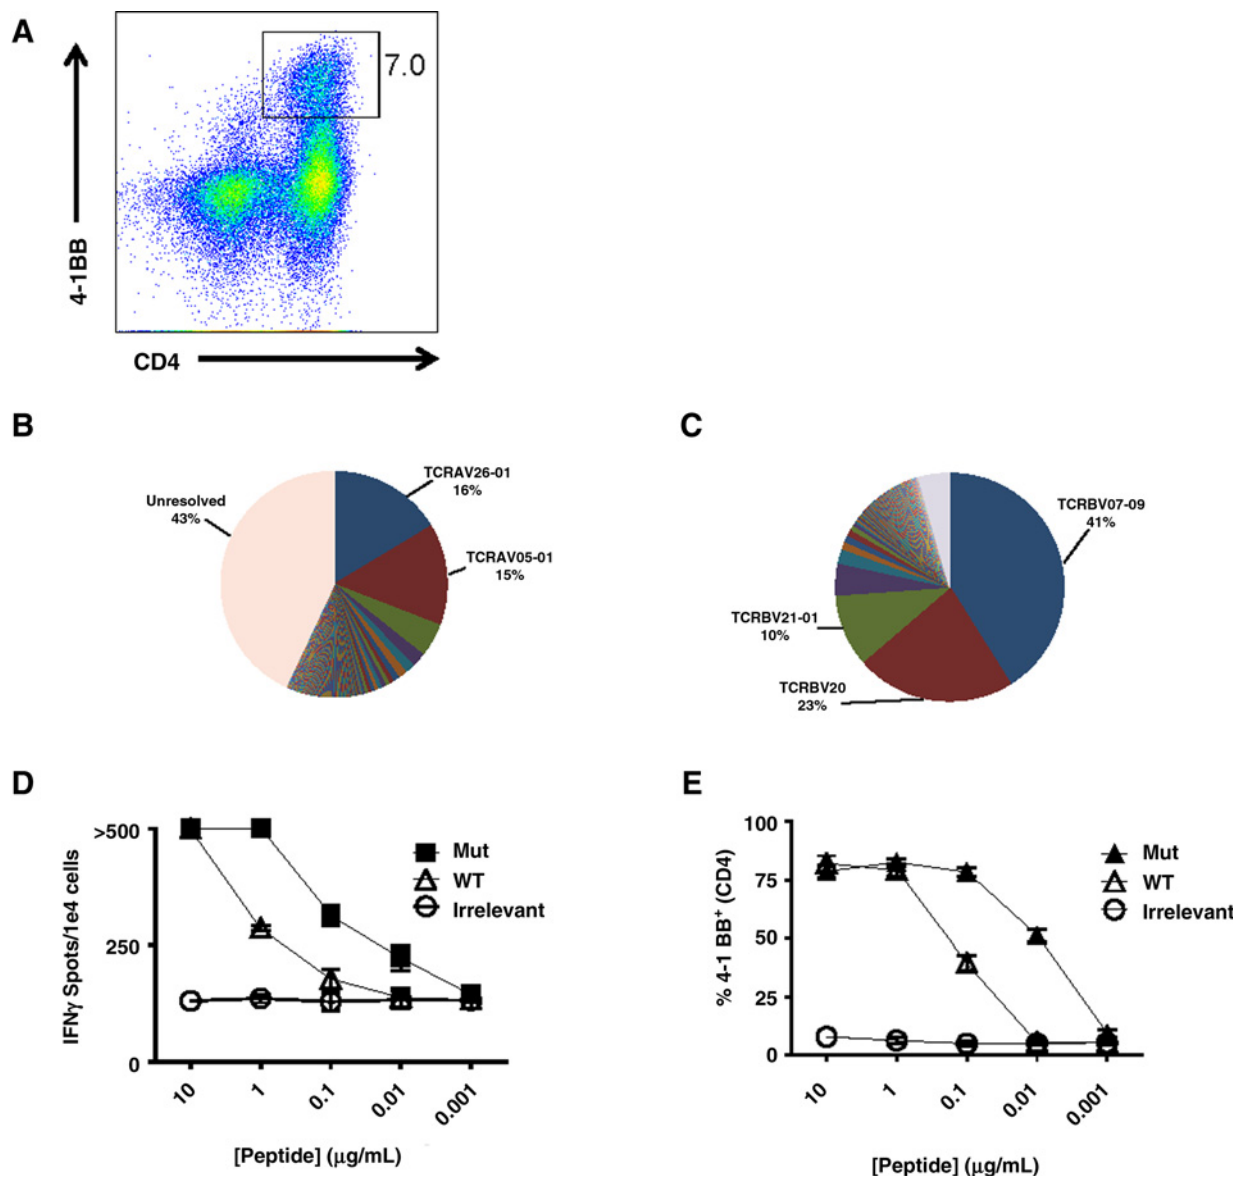 A
4-1BB
7.0
CD4
B
Unresolved
43%
TCRAV26-01
16%
TCRAV05-01
15%
C
TCRBV07-09
41%
TCRBV21-01
10%
TCRBV20
23%
D
IFNγ Spots/1e4 cells
>500
250
0
Mut
WT
Irrelevant
10
1
0.1
0.01
0.001
[Peptide] (µg/mL)
E
% 4-1 BB⁺ (CD4)
100
75
50
25
0
Mut
WT
Irrelevant
10
1
0.1
0.01
0.001
[Peptide] (µg/mL)